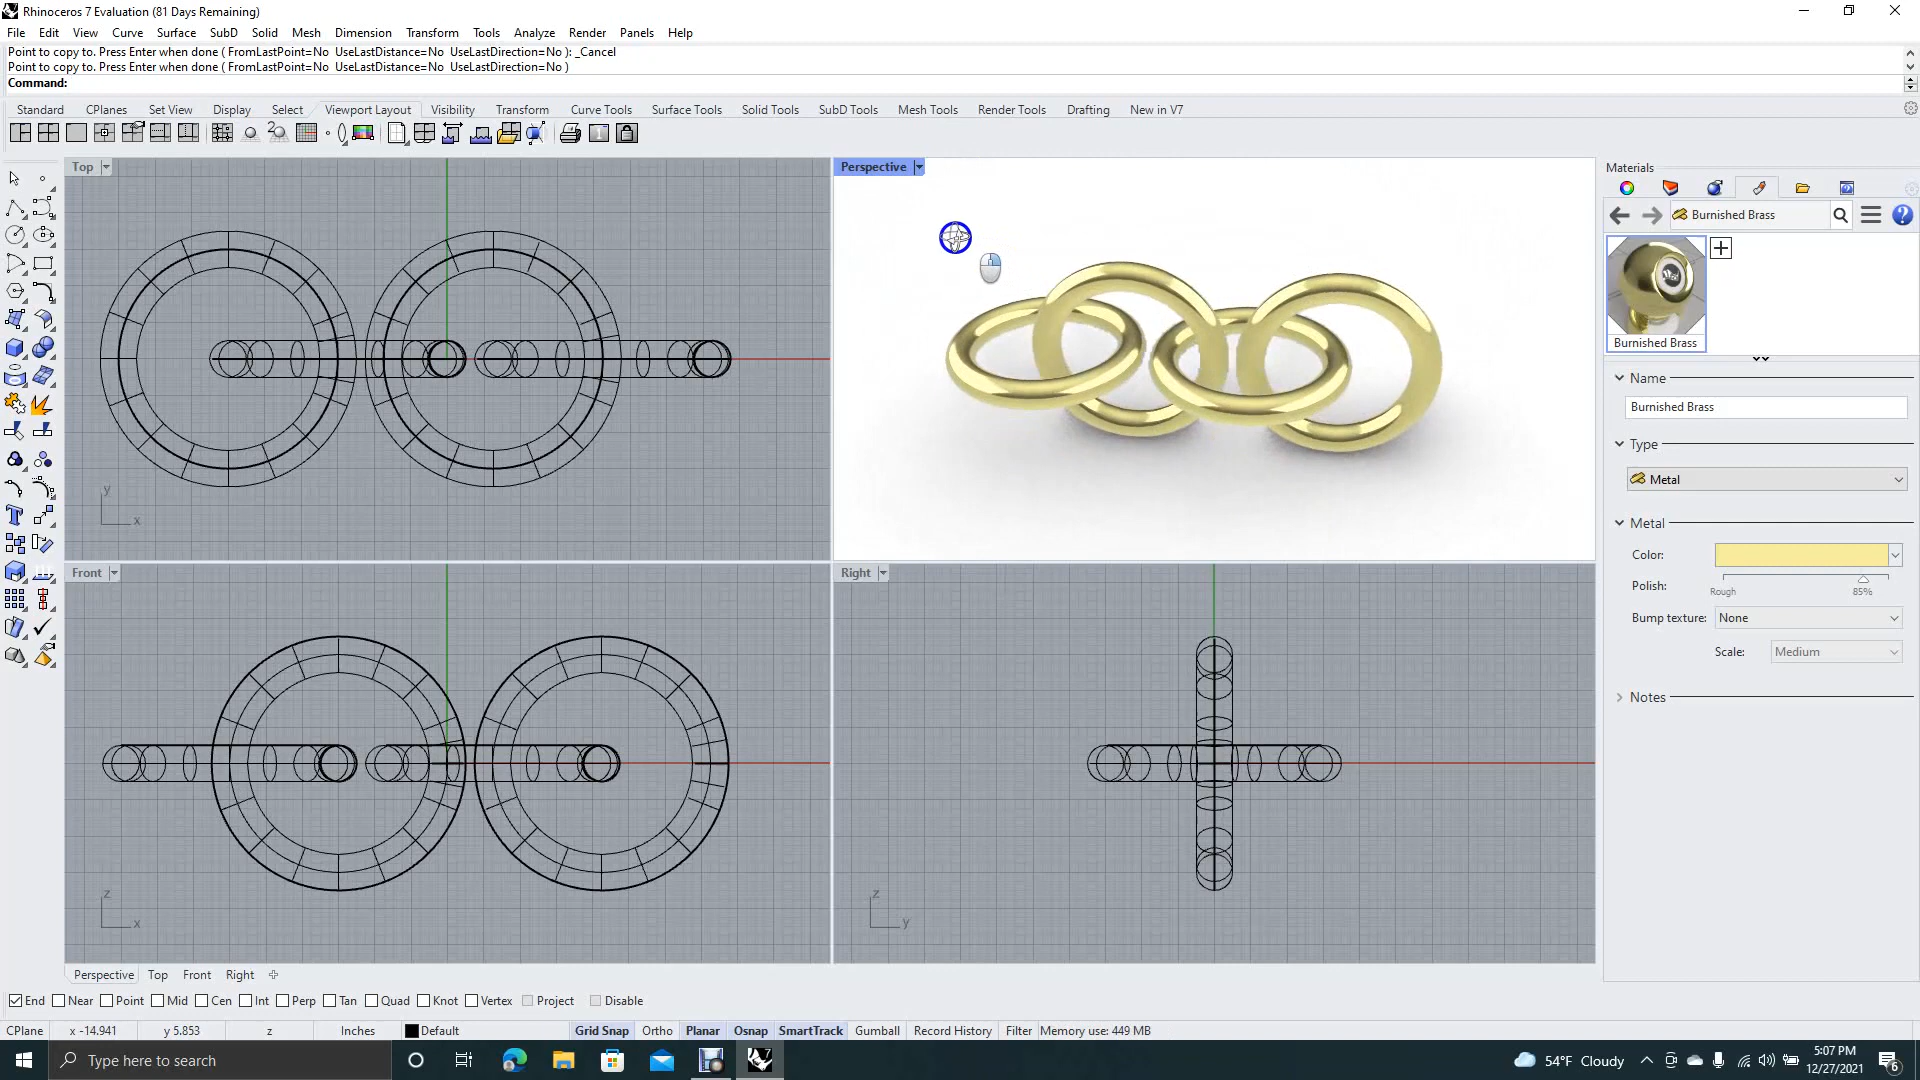 Rhinoceros 7 Evaluation (81 Days Remaining)
File Edit View Curve Surface SubD Solid Mesh Dimension Transform Tools Analyze Render Panels Help
Point to copy to. Press Enter when done ( FromLastPoint=No UseLastDistance=No UseLastDirection=No ): _Cancel
Point to copy to. Press Enter when done ( FromLastPoint=No UseLastDistance=No UseLastDirection=No )
Command:
Standard CPlanes Set View Display Select Viewport Layout Visibility Transform Curve Tools Surface Tools Solid Tools SubD Tools Mesh Tools Render Tools Drafting New in V7
Top
Perspective
Materials
Burnished Brass
Burnished Brass
Name
Burnished Brass
Type
Metal
Metal
Color:
Polish:
Rough 85%
Bump texture: None
Scale: Medium
Notes
y
x
Front
Right
z
x
z
y
Perspective Top Front Right
End Near Point Mid Cen Int Perp Tan Quad Knot Vertex Project Disable
CPlane x -14.941 y 5.853 z Inches Default Grid Snap Ortho Planar Osnap SmartTrack Gumball Record History Filter Memory use: 449 MB
Type here to search
54°F Cloudy
5:07 PM
12/27/2021
6